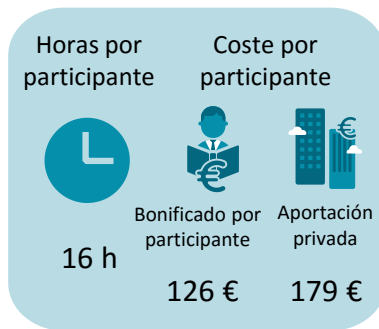 Horas por
participante
Coste por
participante
€
€
Bonificado por
participante
Aportación
privada
16 h
126 €
179 €